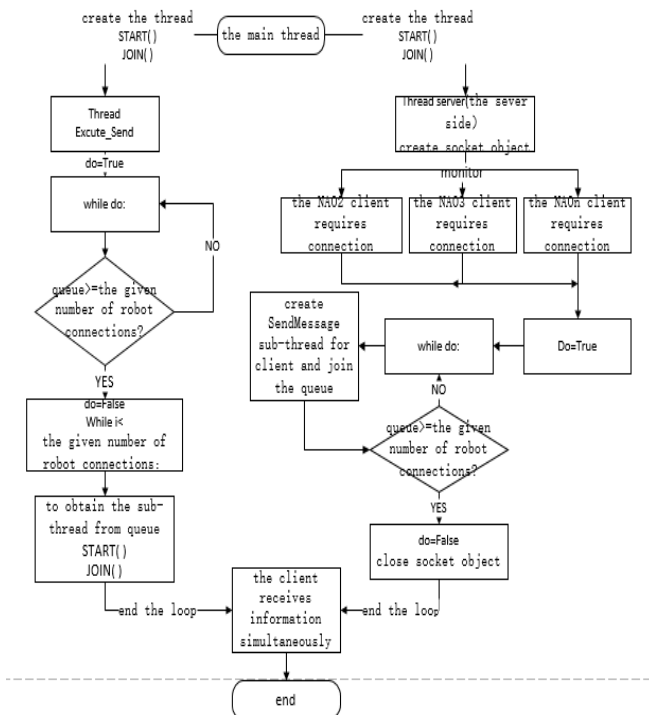 create the thread
START()
JOIN()
the main thread
create the thread
START()
JOIN()
Thread
Excute_Send
do=True
while do:
NO
queue>=the given
number of robot
connections?
YES
do=False
While i<
the given number of
robot connections:
to obtain the sub-
thread from queue
START()
JOIN()
end the loop
Thread server(the sever
side)
create socket object
monitor
the NAO2 client
requires
connection
the NAO3 client
requires
connection
the NAOn client
requires
connection
Do=True
while do:
create
SendMessage
sub-thread for
client and join
the queue
NO
queue>=the given
number of robot
connections?
YES
do=False
close socket object
end the loop
the client
receives
information
simultaneously
end